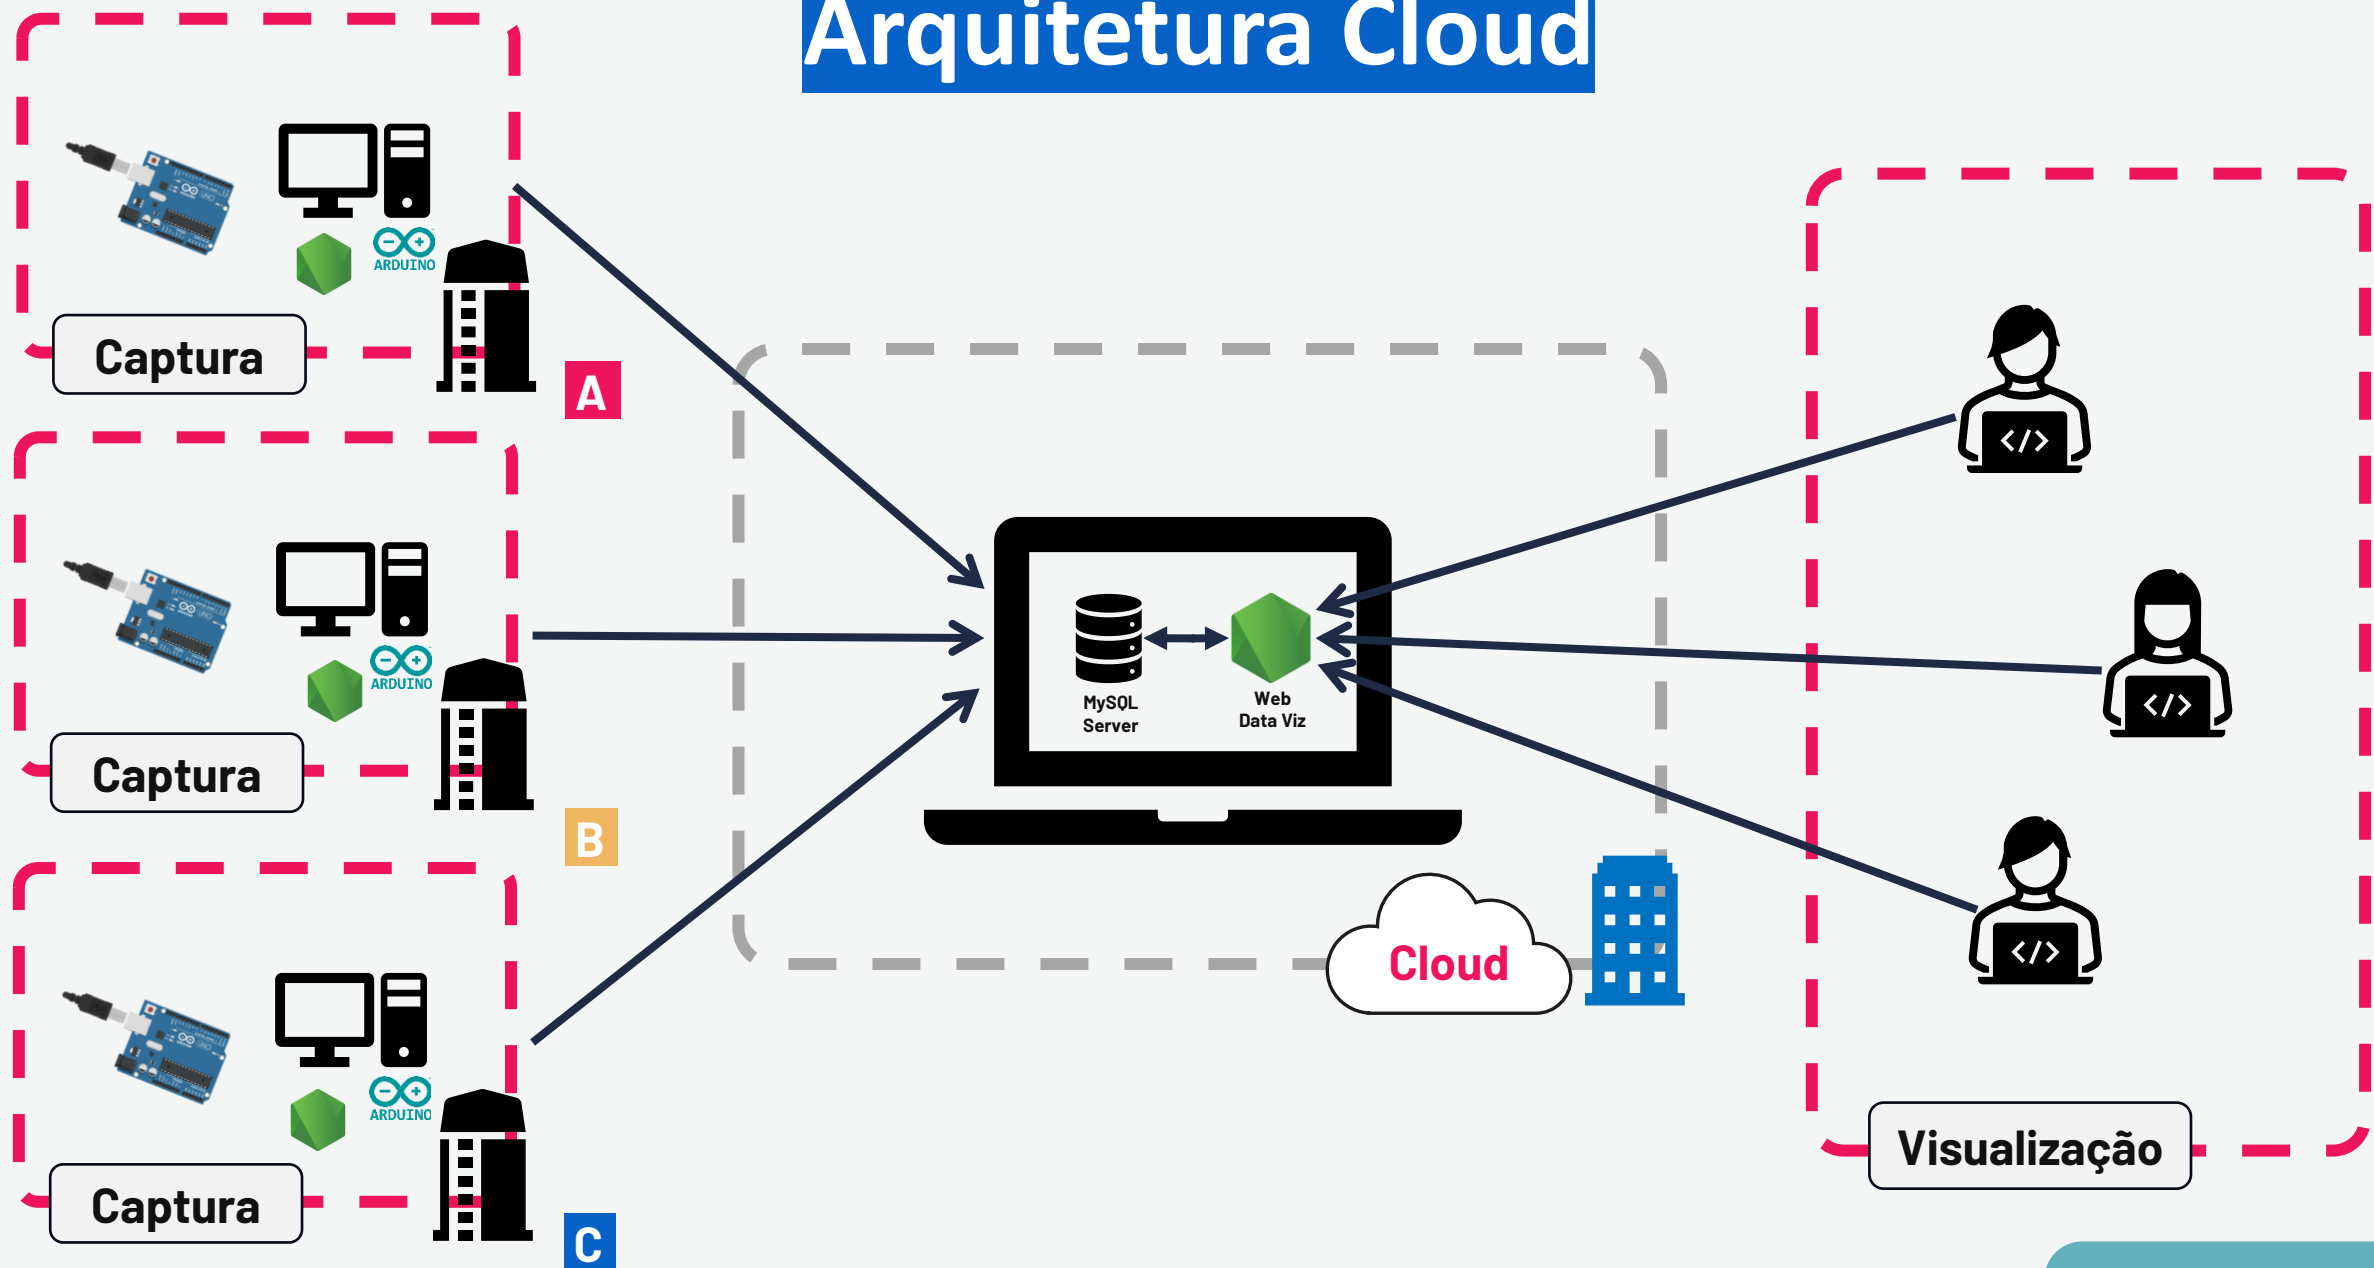 Arquitetura Cloud
ARDUINO
Captura
A
ARDUINO
Captura
B
ARDUINO
Captura
C
MySQL
Server
Web
Data Viz
Cloud
</>
</>
</>
Visualização